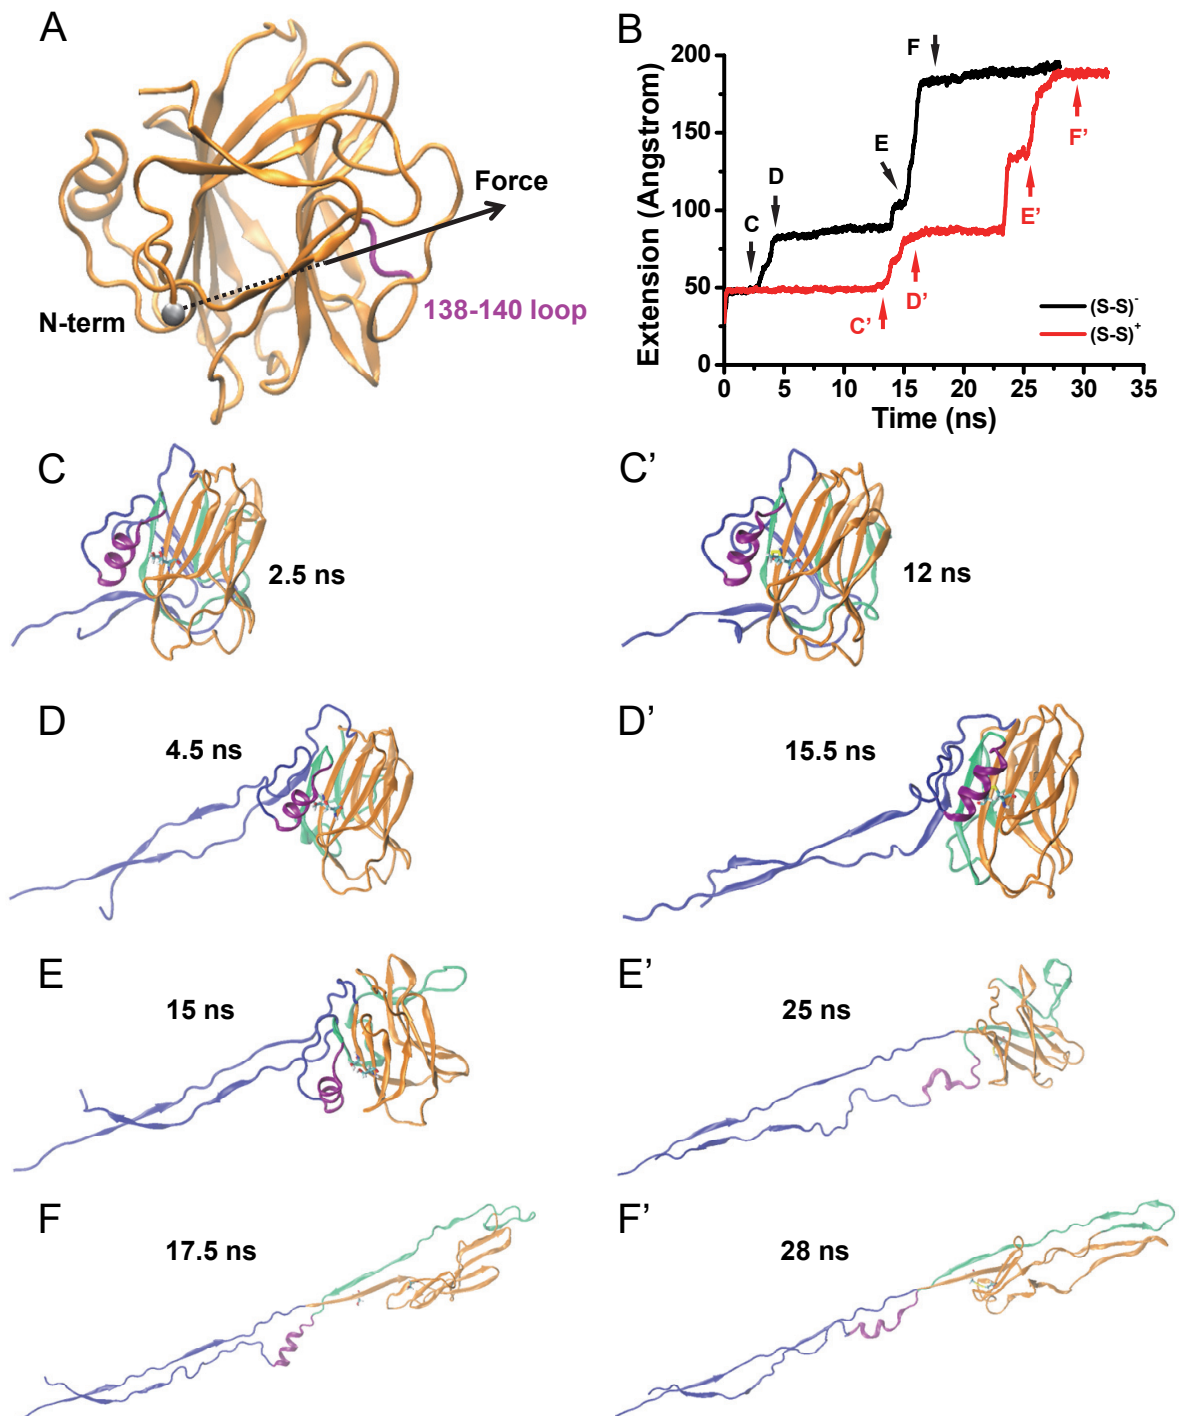 A
Force
N-term
138-140 loop
B
Extension (Angstrom)
200
150
100
50
0
0 5 10 15 20 25 30 35
Time (ns)
C
D
E
F
C'
D'
E'
F'
(S-S)-
(S-S)+
C
2.5 ns
C'
12 ns
D
4.5 ns
D'
15.5 ns
E
15 ns
E'
25 ns
F
17.5 ns
F'
28 ns